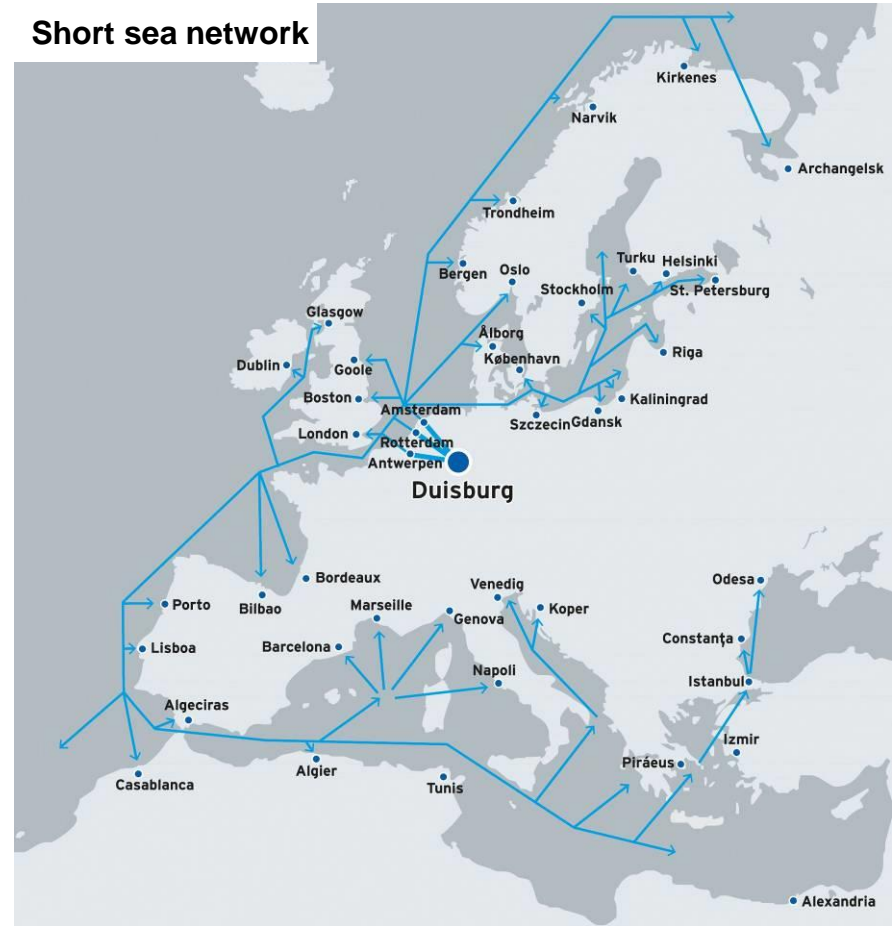 Short sea network
Kirkenes
Narvik
Archangelsk
Trondheim
Bergen
Oslo
Turku
Helsinki
Stockholm
St. Petersburg
Glasgow
Ålborg
København
Riga
Dublin
Goole
Boston
Amsterdam
Kaliningrad
Szczecin
Gdansk
London
Rotterdam
Antwerpen
Duisburg
Bordeaux
Venedig
Odesa
Porto
Bilbao
Marseille
Genova
Koper
Lisboa
Barcelona
Constanţa
Napoli
Istanbul
Algeciras
Izmir
Piráeus
Casablanca
Algier
Tunis
Alexandria